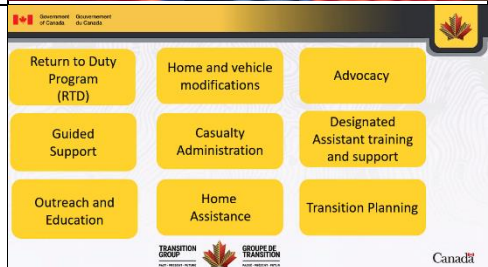 Government Gouvernement
of Canada du Canada
Return to Duty
Program
(RTD)
Home and vehicle
modifications
Advocacy
Guided
Support
Casualty
Administration
Designated
Assistant training
and support
Outreach and
Education
Home
Assistance
Transition Planning
TRANSITION
GROUP
GROUPE DE
TRANSITION
Canada